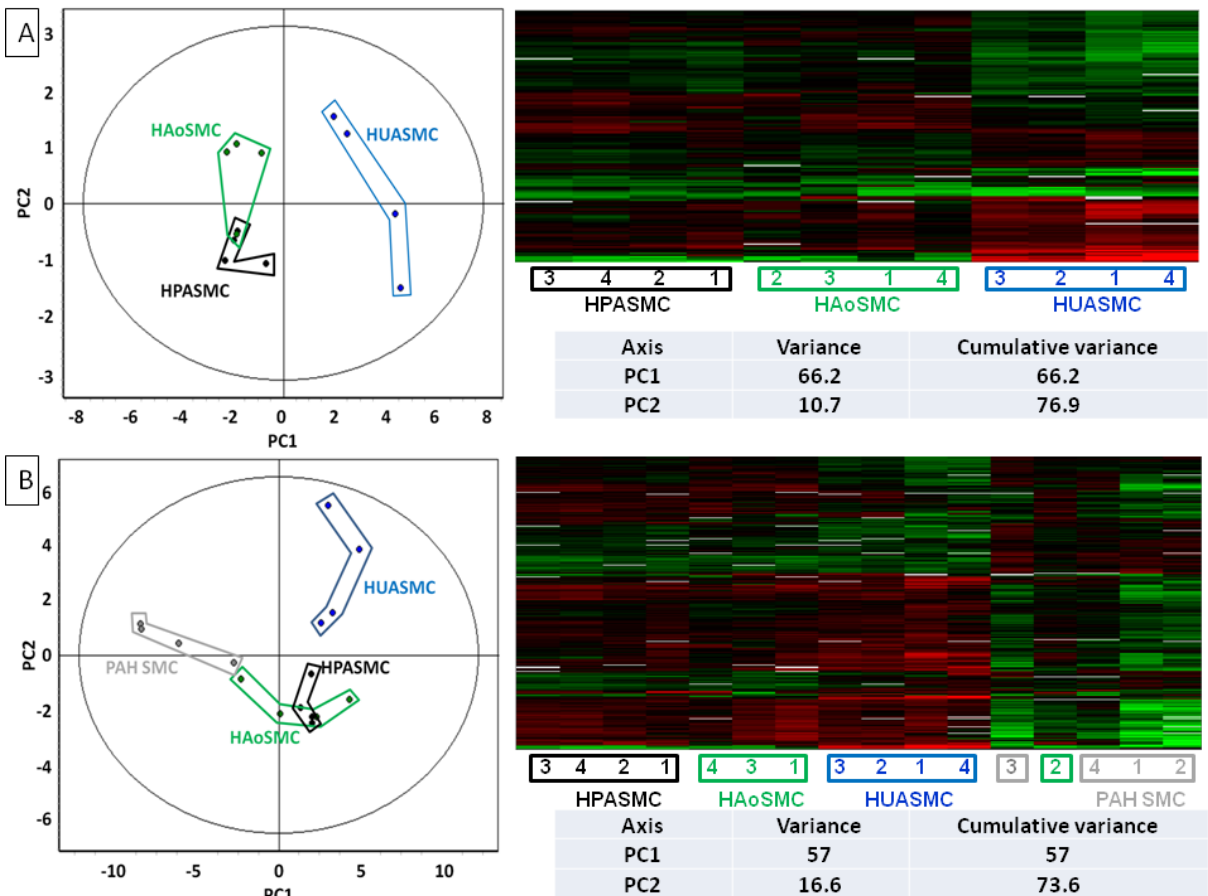 A
3
2
1
0
-1
-2
-3
PC2
HAoSMC
HUASMC
HPASMC
-8 -6 -4 -2 0 2 4 6 8
PC1
3 4 2 1 2 3 1 4 3 2 1 4
HPASMC HAoSMC HUASMC
Axis Variance Cumulative variance
PC1 66.2 66.2
PC2 10.7 76.9
B
6
4
2
0
-2
-4
-6
PC2
HUASMC
PAH SMC
HPASMC
HAoSMC
-10 -5 0 5 10
PC1
3 4 2 1 4 3 1 3 2 1 4 3 2 4 1 2
HPASMC HAoSMC HUASMC PAH SMC
Axis Variance Cumulative variance
PC1 57 57
PC2 16.6 73.6